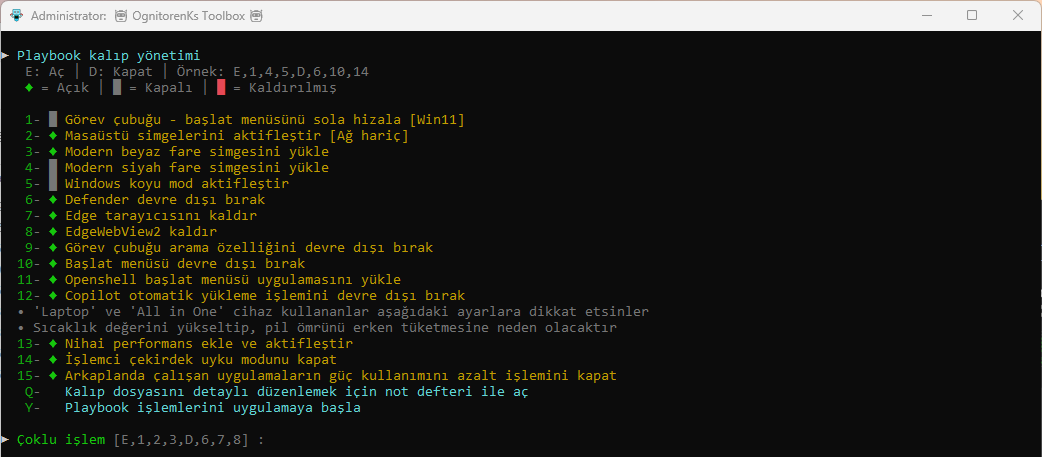 Administrator: OgnitorenKs Toolbox
► Playbook kalıp yönetimi
E: Aç │ D: Kapat │ Örnek: E,1,4,5,D,6,10,14
♦ = Açık │ █ = Kapalı │ █ = Kaldırılmış
1- █ Görev çubuğu - başlat menüsünü sola hizala [Win11]
2- ♦ Masaüstü simgelerini aktifleştir [Ağ hariç]
3- ♦ Modern beyaz fare simgesini yükle
4- █ Modern siyah fare simgesini yükle
5- █ Windows koyu mod aktifleştir
6- ♦ Defender devre dışı bırak
7- ♦ Edge tarayıcısını kaldır
8- ♦ EdgeWebView2 kaldır
9- ♦ Görev çubuğu arama özelliğini devre dışı bırak
10- ♦ Başlat menüsü devre dışı bırak
11- ♦ Openshell başlat menüsü uygulamasını yükle
12- ♦ Copilot otomatik yükleme işlemini devre dışı bırak
• 'Laptop' ve 'All in One' cihaz kullananlar aşağıdaki ayarlara dikkat etsinler
• Sıcaklık değerini yükseltip, pil ömrünü erken tüketmesine neden olacaktır
13- ♦ Nihai performans ekle ve aktifleştir
14- ♦ İşlemci çekirdek uyku modunu kapat
15- ♦ Arkaplanda çalışan uygulamaların güç kullanımını azalt işlemini kapat
Q- Kalıp dosyasını detaylı düzenlemek için not defteri ile aç
Y- Playbook işlemlerini uygulamaya başla
► Çoklu işlem [E,1,2,3,D,6,7,8] :